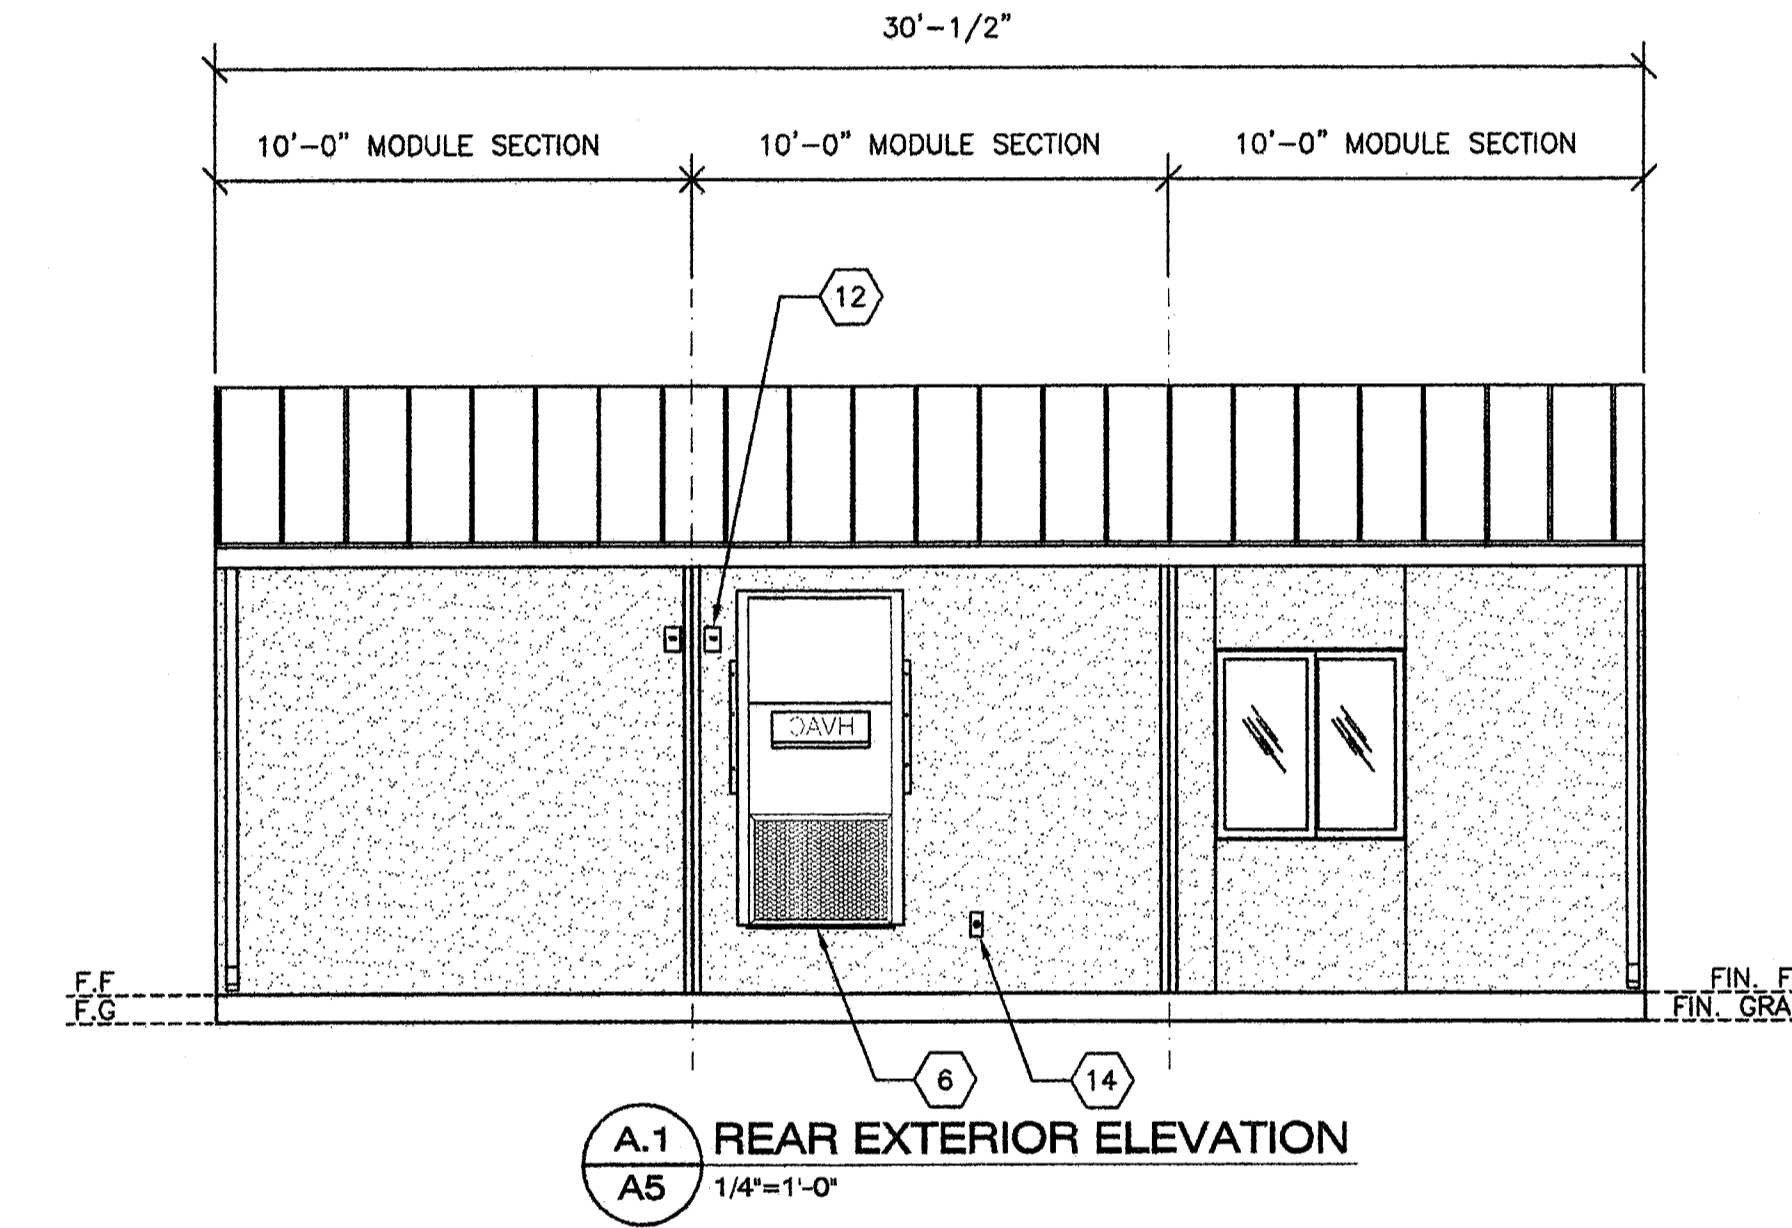 30'-1/2"
10'-0" MODULE SECTION
10'-0" MODULE SECTION
10'-0" MODULE SECTION
12
HVAC
F.F
F.G
FIN. F
FIN. GRA
6
14
A.1
A5
REAR EXTERIOR ELEVATION
1/4"=1'-0"